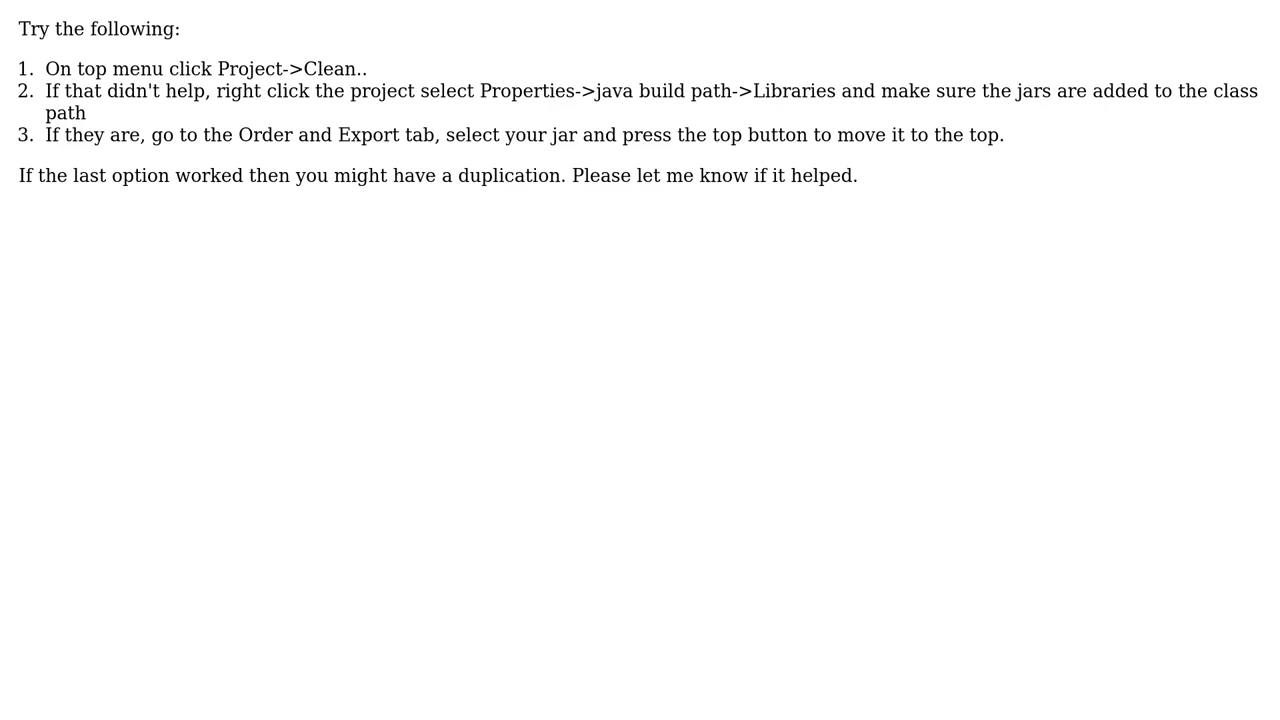 Try the following:
1. On top menu click Project->Clean..
2. If that didn't help, right click the project select Properties->java build path->Libraries and make sure the jars are added to the class
path
3. If they are, go to the Order and Export tab, select your jar and press the top button to move it to the top.
If the last option worked then you might have a duplication. Please let me know if it helped.